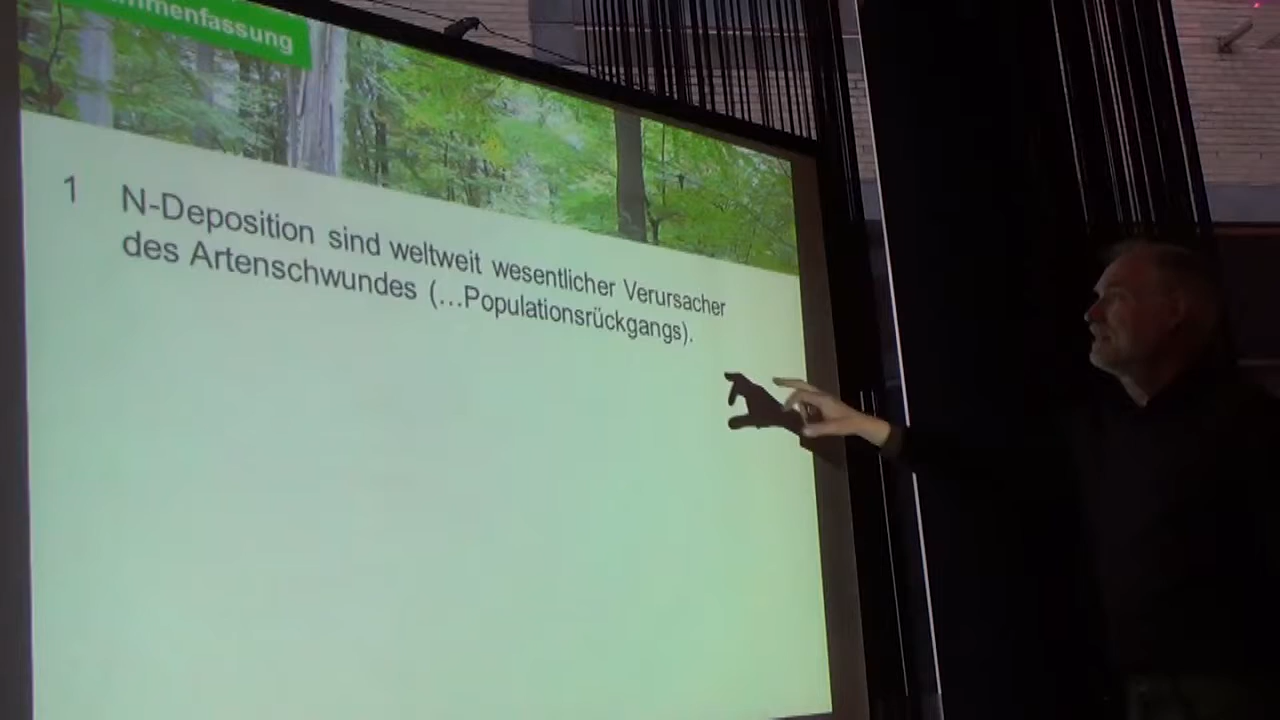 mmenfassung
1 N-Deposition sind weltweit wesentlicher Verursacher
des Artenschwundes (...Populationsrückgangs).